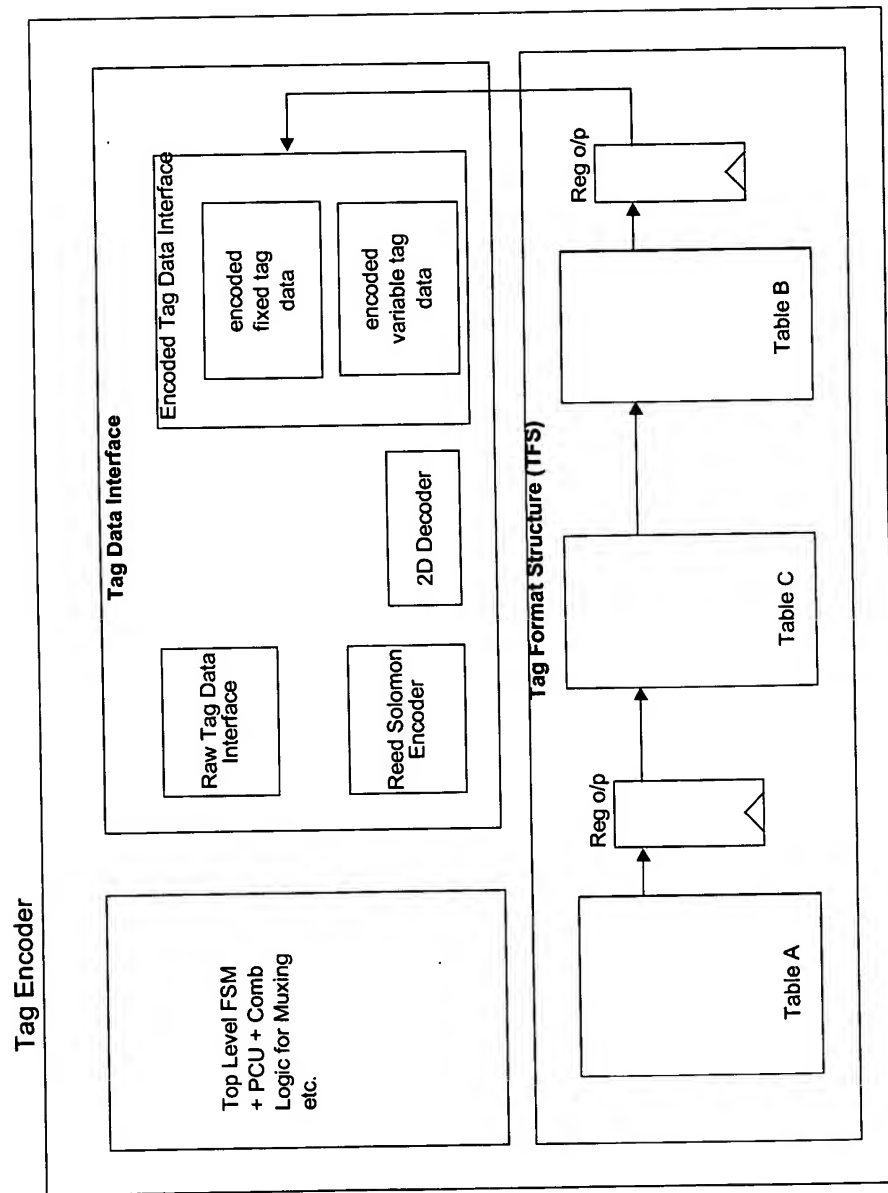 Tag Encoder
Top Level FSM
+ PCU + Comb
Logic for Muxing
etc.
Tag Data Interface
Raw Tag Data
Interface
Reed Solomon
Encoder
2D Decoder
Encoded Tag Data Interface
encoded
fixed tag
data
encoded
variable tag
data
Tag Format Structure (TFS)
Table A
Reg o/p
Table C
Table B
Reg o/p